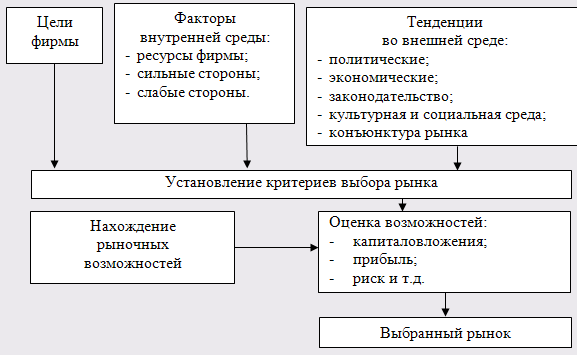 Цели
фирмы
Факторы
внутренней среды:
- ресурсы фирмы;
- сильные стороны;
- слабые стороны.
Тенденции
во внешней среде:
- политические;
- экономические;
- законодательство;
- культурная и социальная среда;
- конъюнктура рынка
Установление критериев выбора рынка
Нахождение
рыночных
возможностей
Оценка возможностей:
- капиталовложения;
- прибыль;
- риск и т.д.
Выбранный рынок